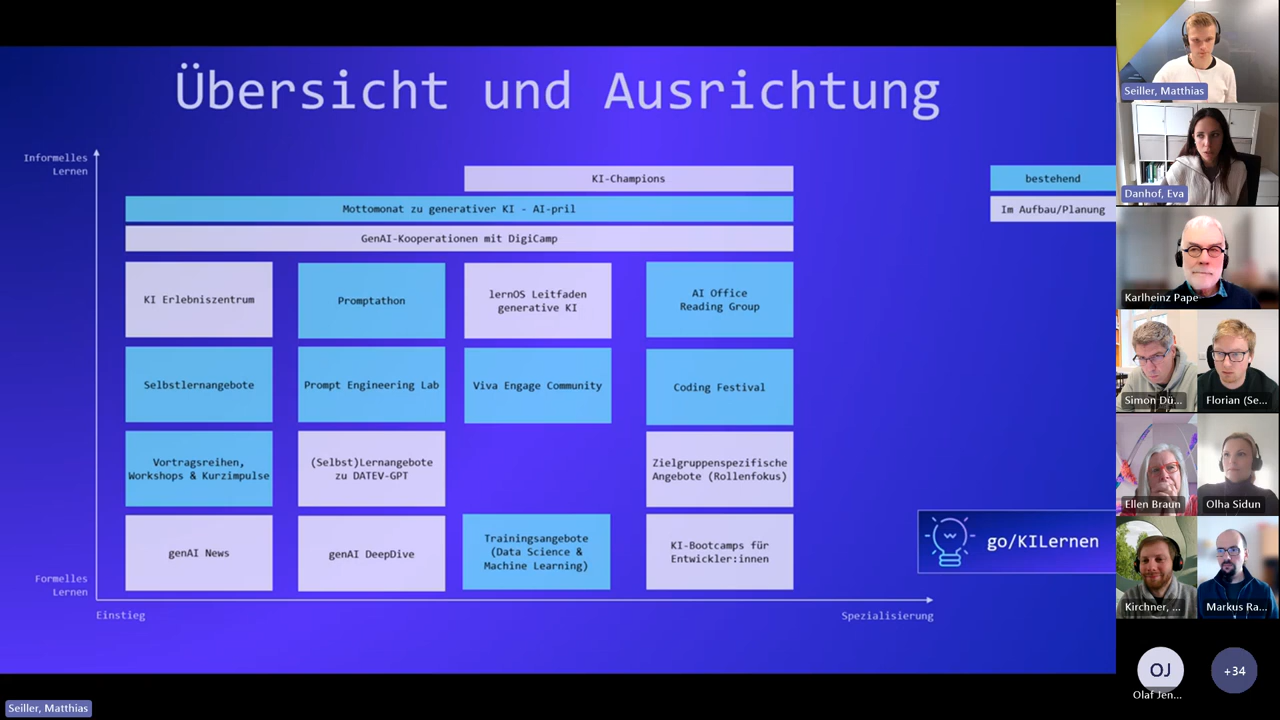 Übersicht und Ausrichtung
Informelles
Lernen
KI-Champions
bestehend
Mottomonat zu generativer KI - AI-pril
Im Aufbau/Planung
GenAI-Kooperationen mit DigiCamp
KI Erlebniszentrum
Promptathon
lernOS Leitfaden
generative KI
AI Office
Reading Group
Selbstlernangebote
Prompt Engineering Lab
Viva Engage Community
Coding Festival
Vortragsreihen,
Workshops & Kurzimpulse
(Selbst)Lernangebote
zu DATEV-GPT
Zielgruppenspezifische
Angebote (Rollenfokus)
genAI News
genAI DeepDive
Trainingsangebote
(Data Science &
Machine Learning)
KI-Bootcamps für
Entwickler:innen
go/KILernen
Formelles
Lernen
Einstieg
Spezialisierung
Seiller, Matthias
Seiller, Matthias
Danhof, Eva
Karlheinz Pape
Simon Dü...
Florian (Se...
Ellen Braun
Olha Sidun
Kirchner, ...
Markus Ra...
OJ
+34
Olaf Jen...